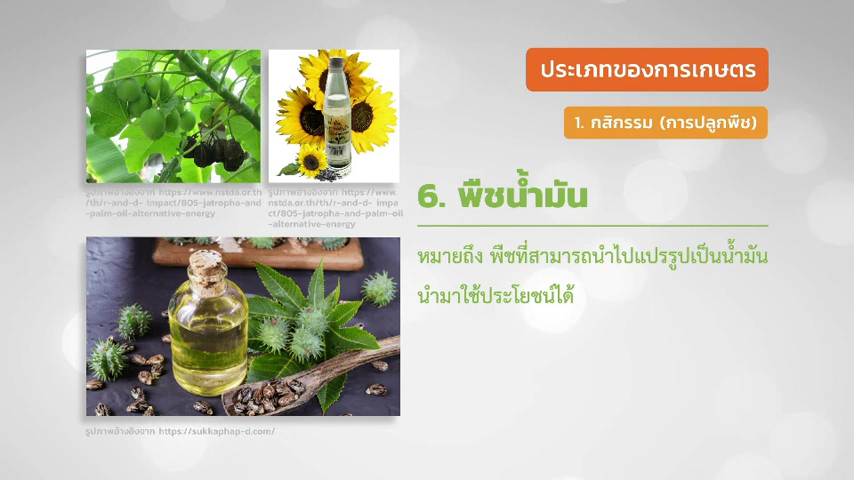 ประเภทของการเกษตร
1. กสิกรรม (การปลูกพืช)
6. พืชน้ำมัน
หมายถึง พืชที่สามารถนำไปแปรรูปเป็นน้ำมัน
นำมาใช้ประโยชน์ได้
รูปภาพอ้างอิงจาก https://www.nstda.or.th
/th/r-and-d- impact/805-jatropha-and
-palm-oil-alternative-energy
รูปภาพอ้างอิงจาก https://www.
nstda.or.th/th/r-and-d- impa
ct/805-jatropha-and-palm-oil
-alternative-energy
รูปภาพอ้างอิงจาก https://sukkaphap-d.com/